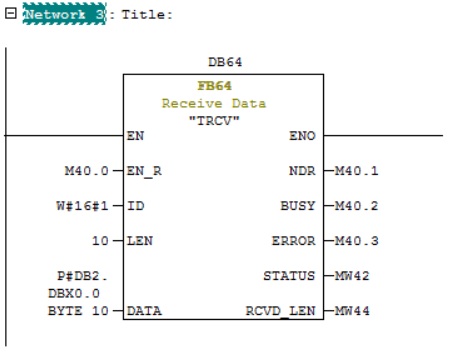 Network 3: Title:
DB64
FB64
Receive Data
"TRCV"
EN ENO
M40.0 EN_R NDR M40.1
W#16#1 ID BUSY M40.2
10 LEN ERROR M40.3
P#DB2. STATUS MW42
DBX0.0
BYTE 10 DATA RCVD_LEN MW44